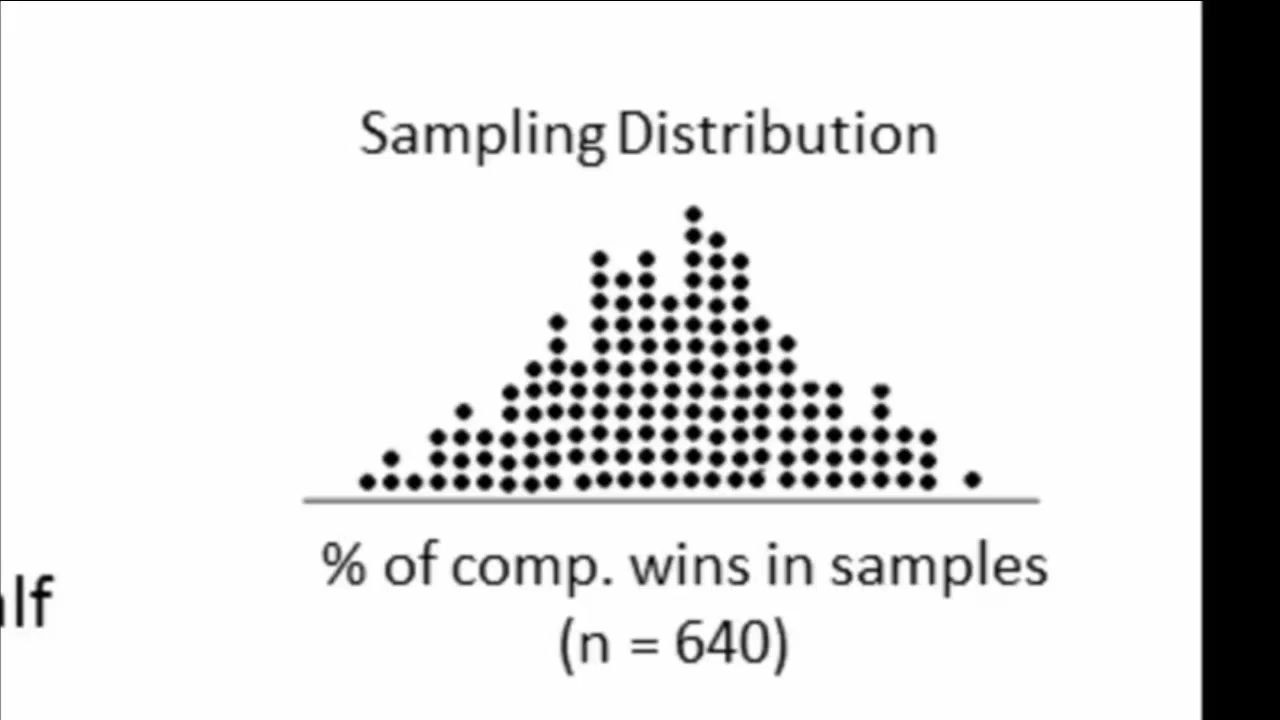 Sampling Distribution
% of comp. wins in samples
(n = 640)